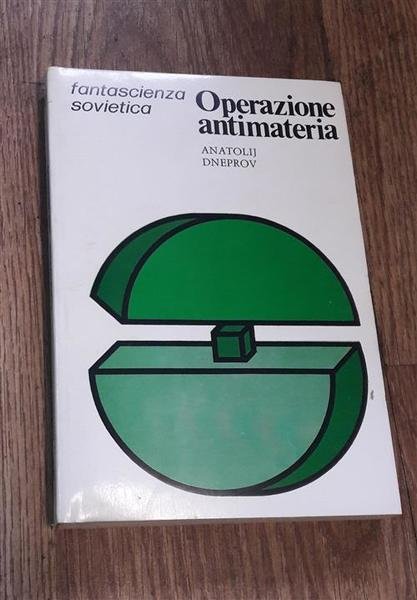 fantascienza
sovietica
Operazione
antimateria
ANATOLIJ
DNEPROV